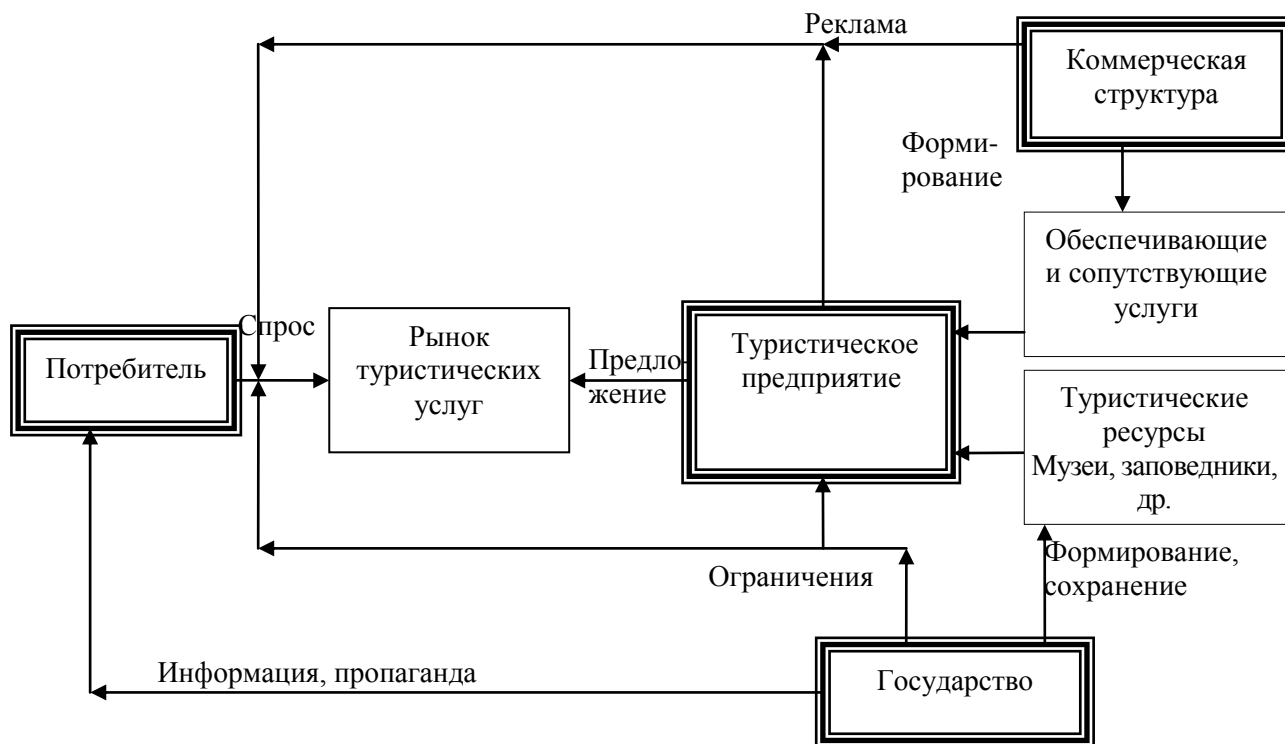 Реклама
Коммерческая
структура
Форми-
рование
Обеспечивающие
и сопутствующие
услуги
Спрос
Потребитель
Рынок
туристических
услуг
Предло-
жение
Туристическое
предприятие
Туристические
ресурсы
Музеи, заповедники,
др.
Ограничения
Формирование,
сохранение
Информация, пропаганда
Государство